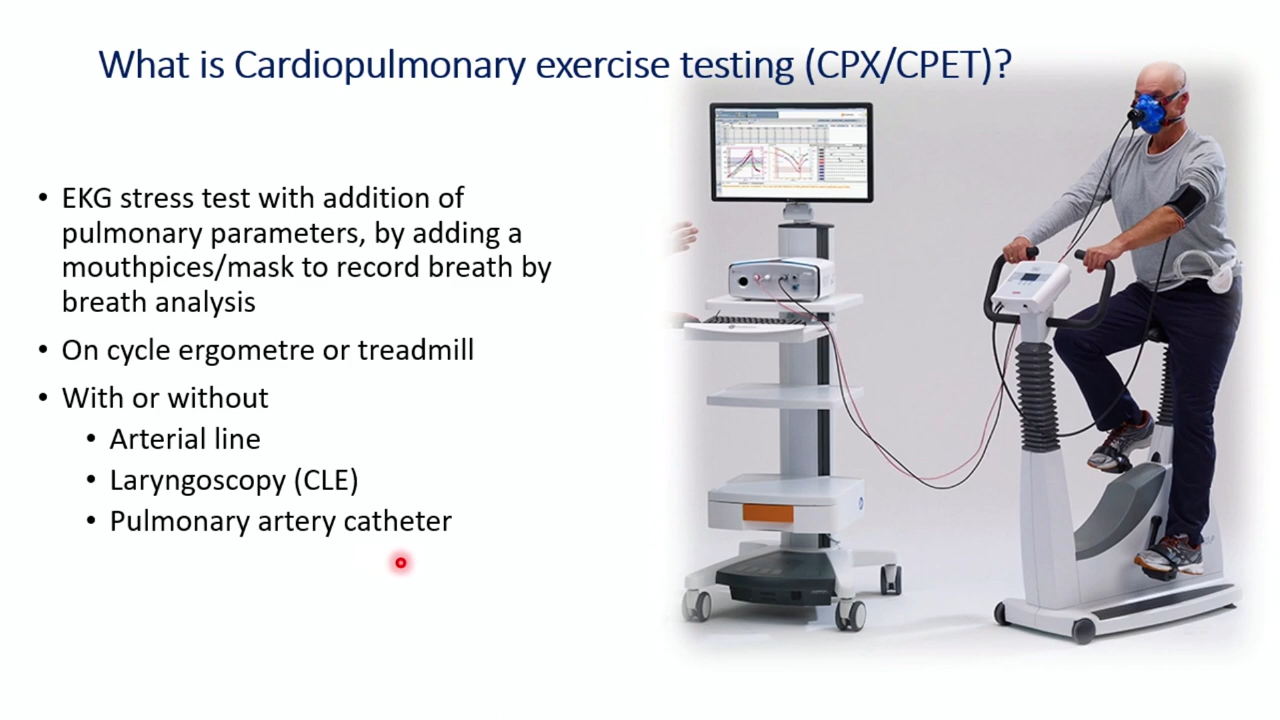 What is Cardiopulmonary exercise testing (CPX/CPET)?
• EKG stress test with addition of
pulmonary parameters, by adding a
mouthpices/mask to record breath by
breath analysis
• On cycle ergometre or treadmill
• With or without
• Arterial line
• Laryngoscopy (CLE)
• Pulmonary artery catheter